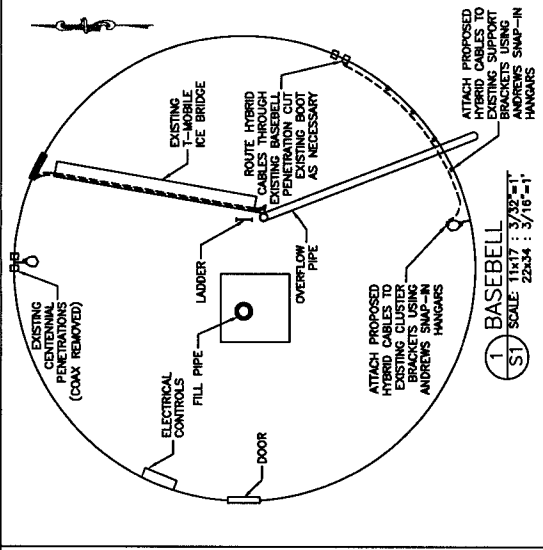 EXISTING
CENTENNIAL
PENETRATIONS
(COAX REMOVED)
ELECTRICAL
CONTROLS
FILL PIPE
DOOR
LADDER
OVERFLOW
PIPE
EXISTING
T-MOBILE
ICE BRIDGE
ROUTE HYBRID
CABLES THROUGH
EXISTING BASEBELL
PENETRATION CUT
EXISTING BOOT
AS NECESSARY
ATTACH PROPOSED
HYBRID CABLES TO
EXISTING CLUSTER
BRACKETS USING
ANDREWS SNAP-IN
HANGARS
ATTACH PROPOSED
HYBRID CABLES TO
EXISTING SUPPORT
BRACKETS USING
ANDREWS SNAP-IN
HANGARS
1
S1
BASEBELL
SCALE: 11x17 : 3/32"=1'
22x34 : 3/16"=1'